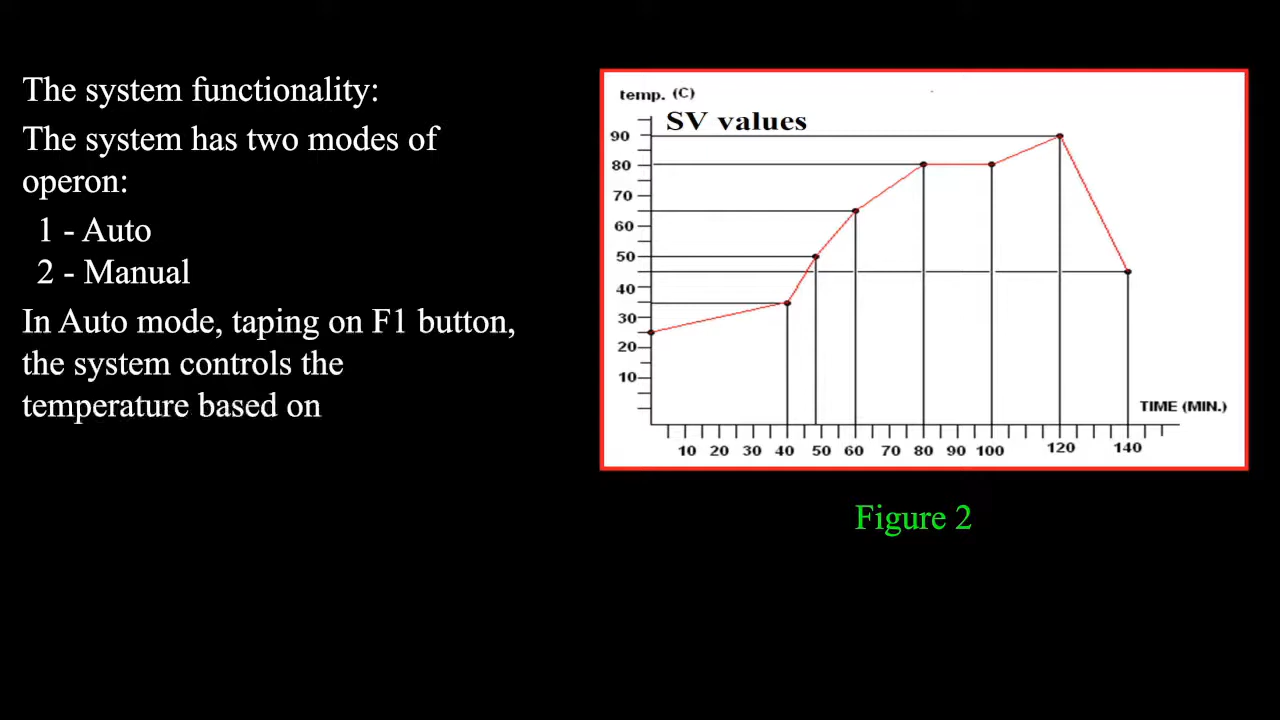 The system functionality:
The system has two modes of
operon:
1 - Auto
2 - Manual
In Auto mode, taping on F1 button,
the system controls the
temperature based on
temp. (C)
SV values
90
80
70
60
50
40
30
20
10
TIME (MIN.)
10 20 30 40 50 60 70 80 90 100 120 140
Figure 2